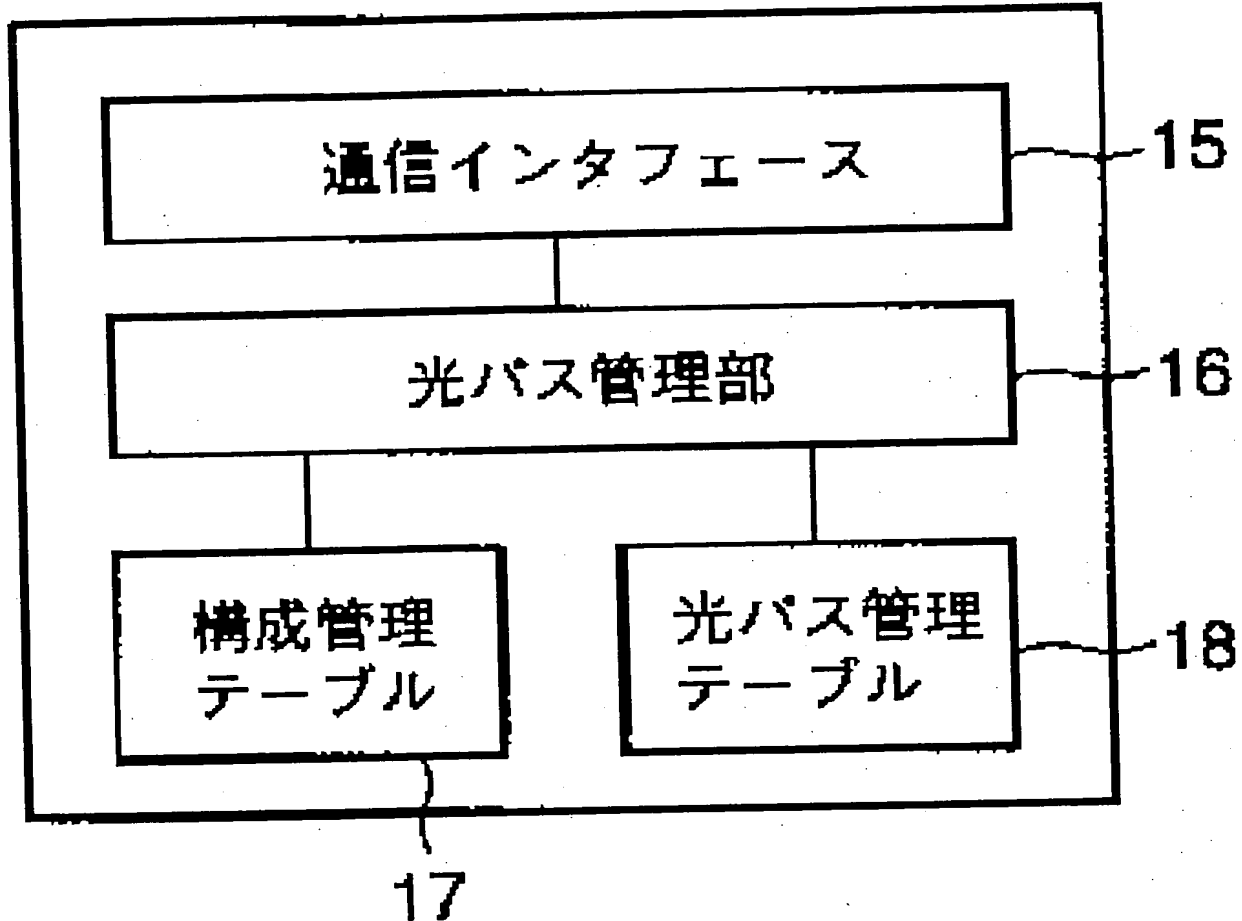 通信インタフェース
15
光パス管理部
16
構成管理
テーブル
光パス管理
テーブル
18
17